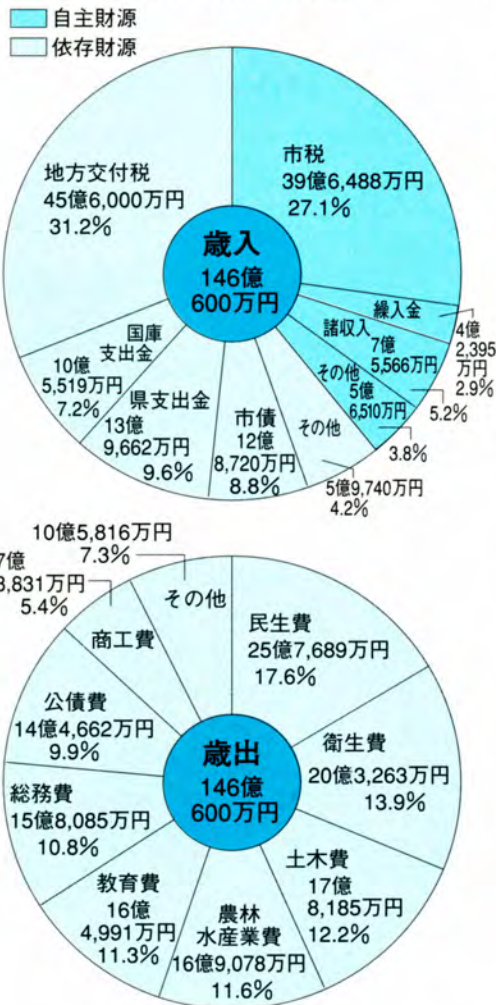 自主財源
依存財源
市税
39億6,488万円
27.1%
繰入金
4億
2,395
万円
2.9%
諸収入
7億
5,566万円
5.2%
その他
5億
6,510万円
3.8%
その他
5億9,740万円
4.2%
市債
12億
8,720万円
8.8%
県支出金
13億
9,662万円
9.6%
国庫
支出金
10億
5,519万円
7.2%
地方交付税
45億6,000万円
31.2%
歳入
146億
600万円
民生費
25億7,689万円
17.6%
衛生費
20億3,263万円
13.9%
土木費
17億
8,185万円
12.2%
農林
水産業費
16億9,078万円
11.6%
教育費
16億
4,991万円
11.3%
総務費
15億8,085万円
10.8%
公債費
14億4,662万円
9.9%
商工費
7億
8,831万円
5.4%
その他
10億5,816万円
7.3%
歳出
146億
600万円